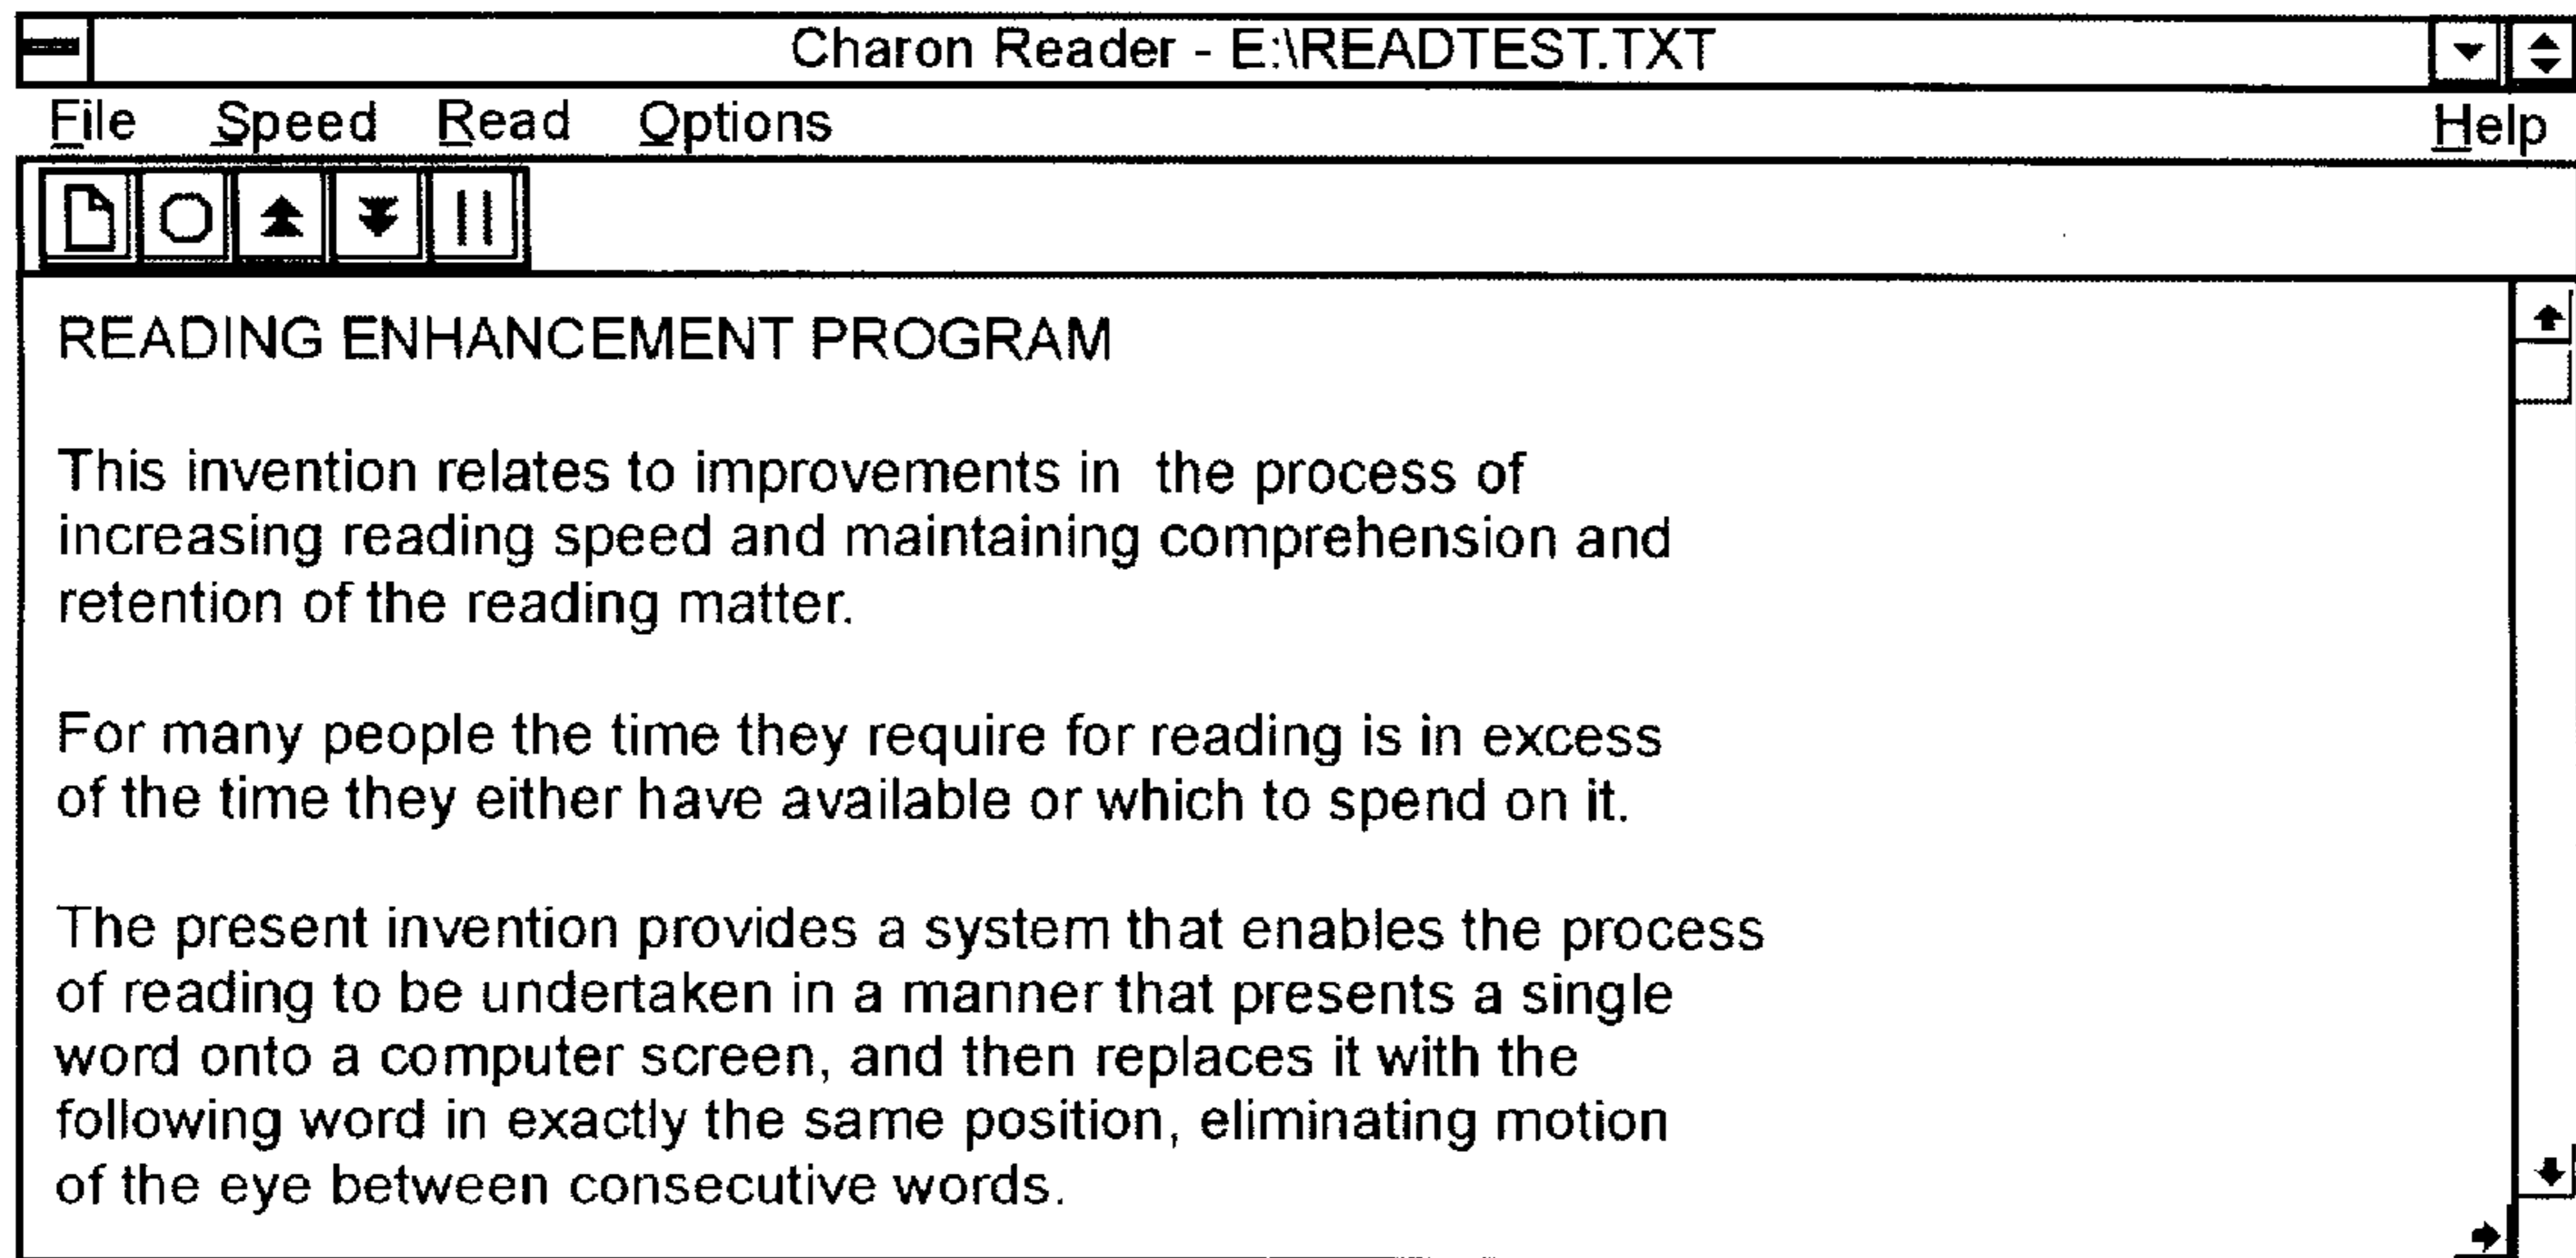 Charon Reader - E:\READTEST.TXT
File Speed Read Options Help
READING ENHANCEMENT PROGRAM
This invention relates to improvements in  the process of
increasing reading speed and maintaining comprehension and
retention of the reading matter.
For many people the time they require for reading is in excess
of the time they either have available or which to spend on it.
The present invention provides a system that enables the process
of reading to be undertaken in a manner that presents a single
word onto a computer screen, and then replaces it with the
following word in exactly the same position, eliminating motion
of the eye between consecutive words.